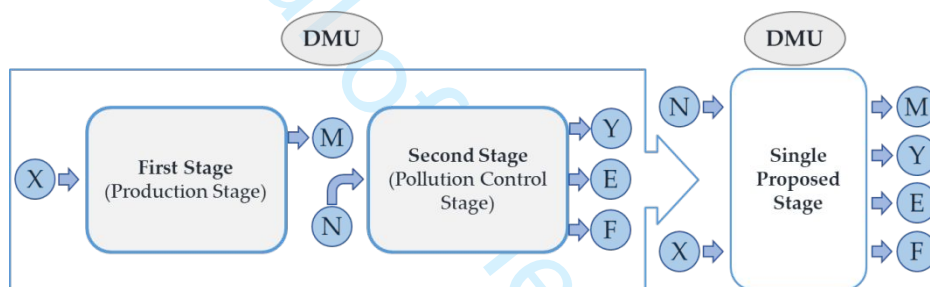 DMU
DMU
X
First Stage
(Production Stage)
M
N
Second Stage
(Pollution Control
Stage)
Y
E
F
N
X
Single
Proposed
Stage
M
Y
E
F